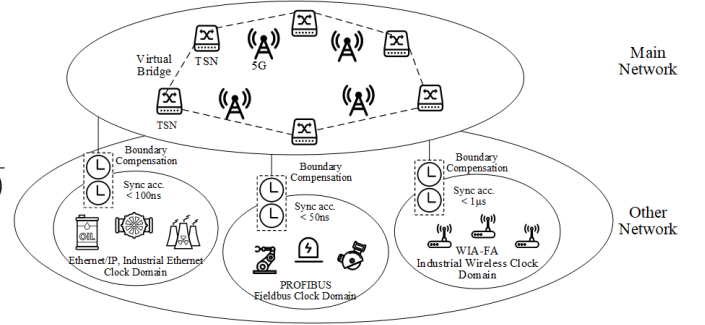 Virtual
Bridge
TSN
5G
TSN
Main
Network
Boundary
Compensation
Sync acc.
< 100ns
OIL
Ethernet/IP, Industrial Ethernet
Clock Domain
Boundary
Compensation
Sync acc.
< 50ns
PROFIBUS
Fieldbus Clock Domain
Boundary
Compensation
Sync acc.
< 1μs
WIA-FA
Industrial Wireless Clock
Domain
Other
Network